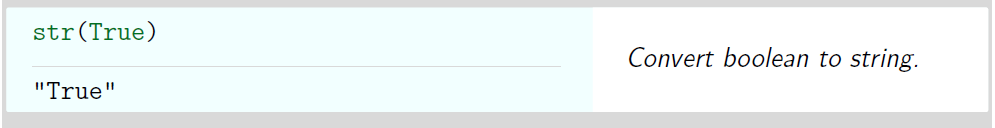 str(True)
"True"
Convert boolean to string.